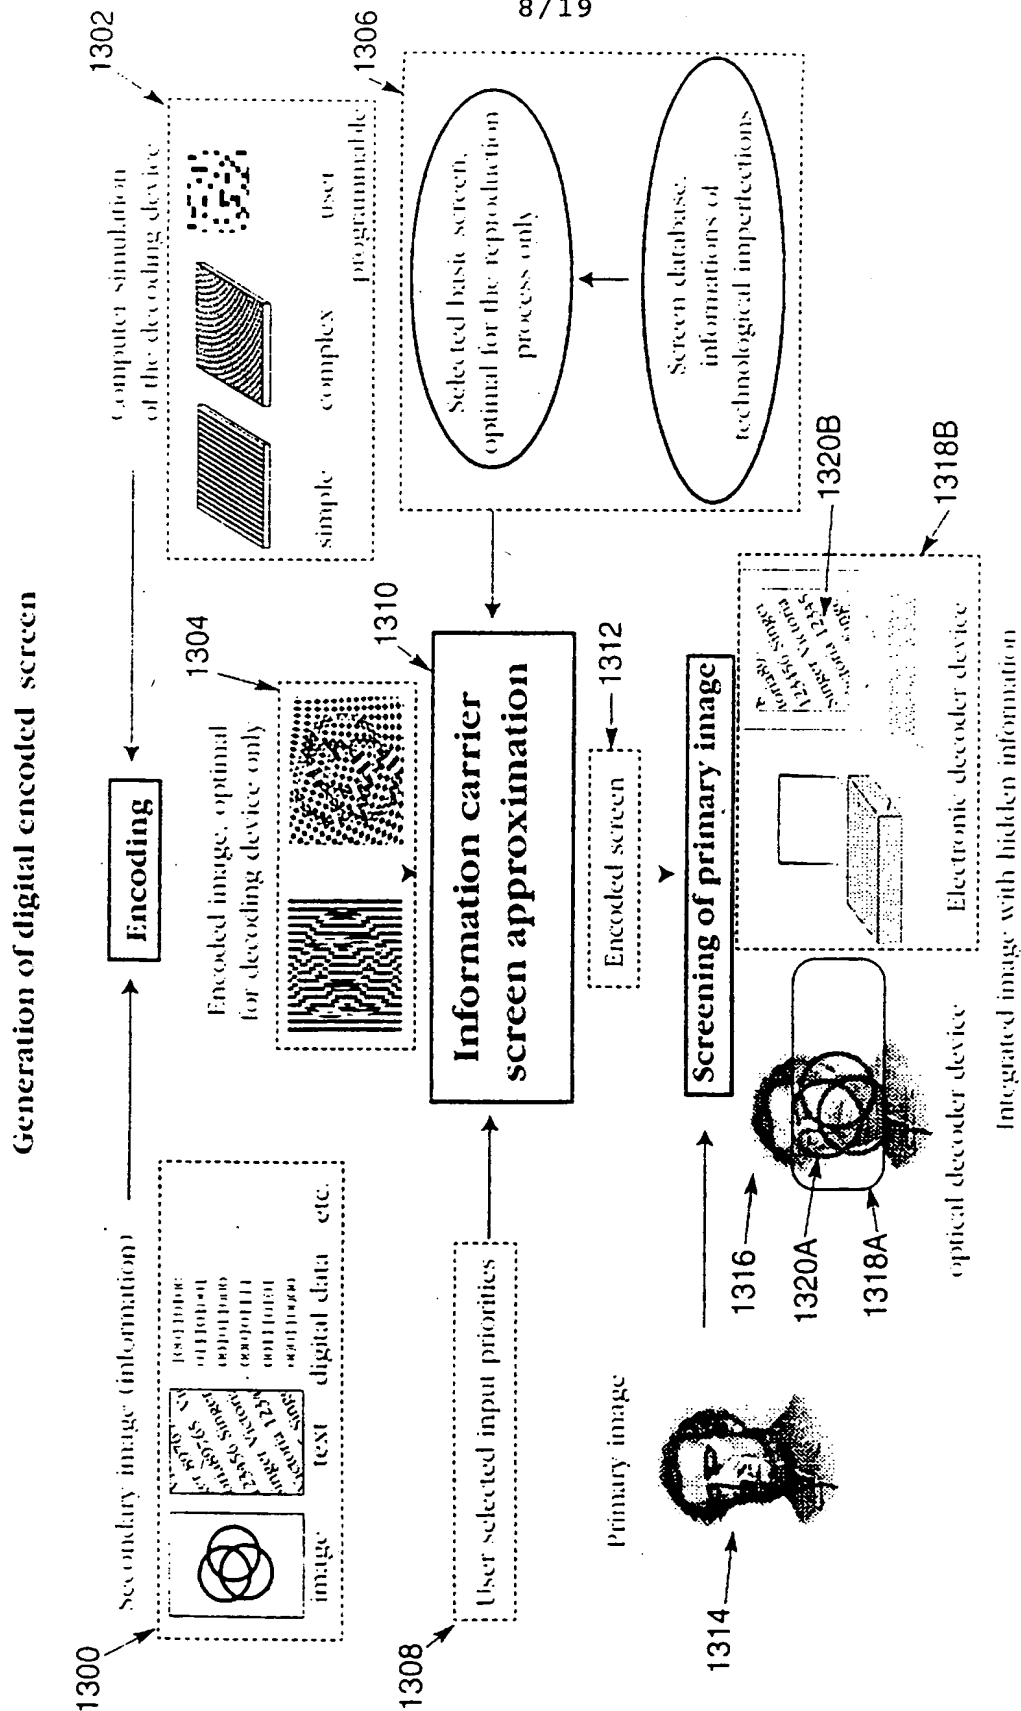 8/19
Generation of digital encoded screen
Secondary image (information)
1300
image
text
digital data
etc.
Encoding
Computer simulation
of the decoding device
1302
simple
complex
user
programmable
Encoded image, optimal
for decoding device only
1304
1306
Selected basic screen,
optimal for the reproduction
process only
Screen database,
informations of
technological imperfections
User selected input priorities
1308
Information carrier
screen approximation
1310
Encoded screen
1312
Primary image
1314
Screening of primary image
1316
1320A
1318A
optical decoder device
Electronic decoder device
1320B
1318B
Integrated image with hidden information